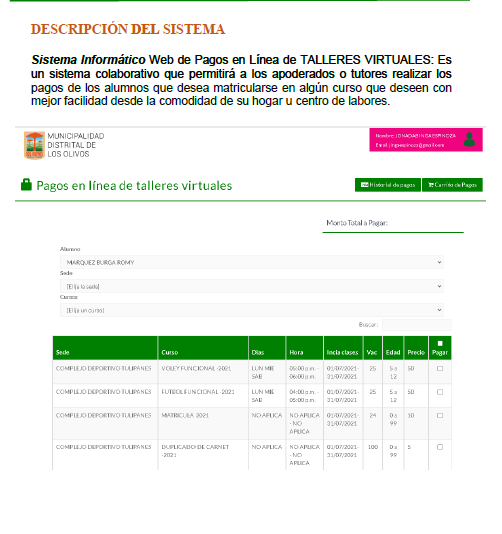 DESCRIPCIÓN DEL SISTEMA
Sistema Informático Web de Pagos en Línea de TALLERES VIRTUALES: Es
un sistema colaborativo que permitirá a los apoderados o tutores realizar los
pagos de los alumnos que desea matricularse en algún curso que deseen con
mejor facilidad desde la comodidad de su hogar u centro de labores.
MUNICIPALIDAD
DISTRITAL DE
LOS OLIVOS
Nombre: JONADAB INGA ESPINOZA
Email:
Pagos en línea de talleres virtuales
Historial de pagos
Carrito de Pagos
Monto Total a Pagar:
Alumno
MARQUEZ BURGA ROMY
Sede
[Elija la sede]
Cursos
[Elija un curso]
Buscar:
Sede Curso Días Hora Incia clases Vac Edad Precio Pagar
COMPLEJO DEPORTIVO TULIPANES VOLEY FUNCIONAL -2021 LUN MIE SAB 05:00 p.m. - 06:00 p.m. 01/07/2021- 31/07/2021 25 5 a 12 50
COMPLEJO DEPORTIVO TULIPANES FUTBOL FUNCIONAL -2021 LUN MIE SAB 04:00 p.m. - 05:00 p.m. 01/07/2021- 31/07/2021 25 5 a 12 50
COMPLEJO DEPORTIVO TULIPANES MATRICULA 2021 NO APLICA NO APLICA - NO APLICA 01/07/2021- 31/07/2021 24 0 a 99 10
COMPLEJO DEPORTIVO TULIPANES DUPLICADO DE CARNET -2021 NO APLICA NO APLICA - NO APLICA 01/07/2021- 31/07/2021 100 0 a 99 5